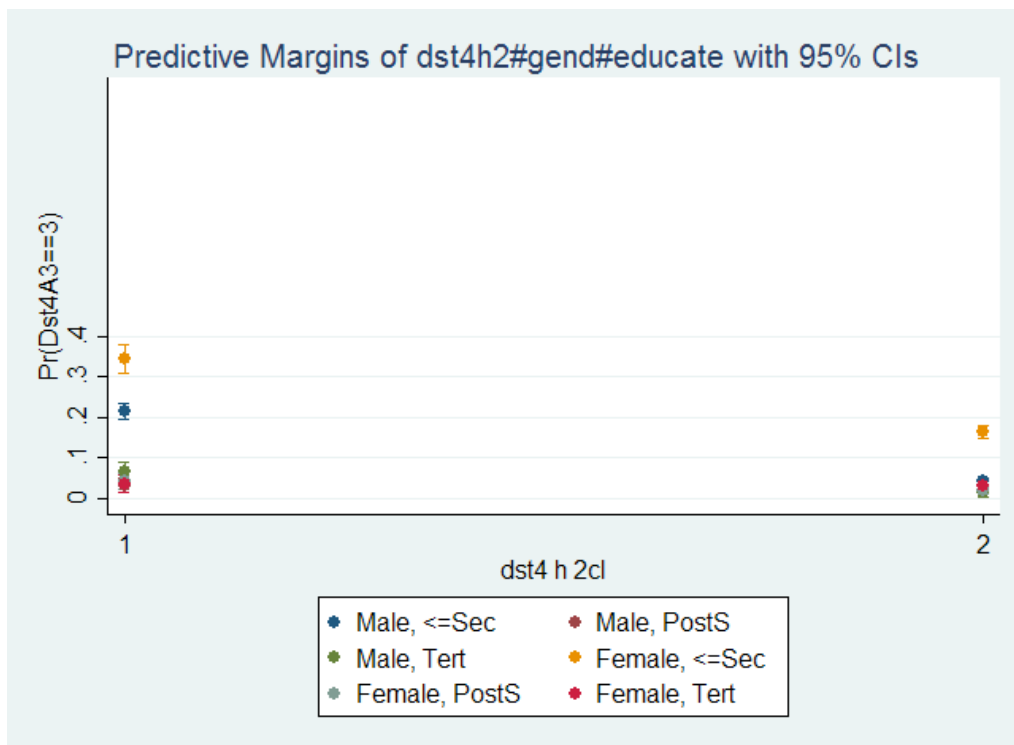 Predictive Margins of dst4h2#gend#educate with 95% CIs
Pr(Dst4A3==3)
.4
.3
.2
.1
0
1 2
dst4 h 2cl
Male, <=Sec Male, PostS
Male, Tert Female, <=Sec
Female, PostS Female, Tert